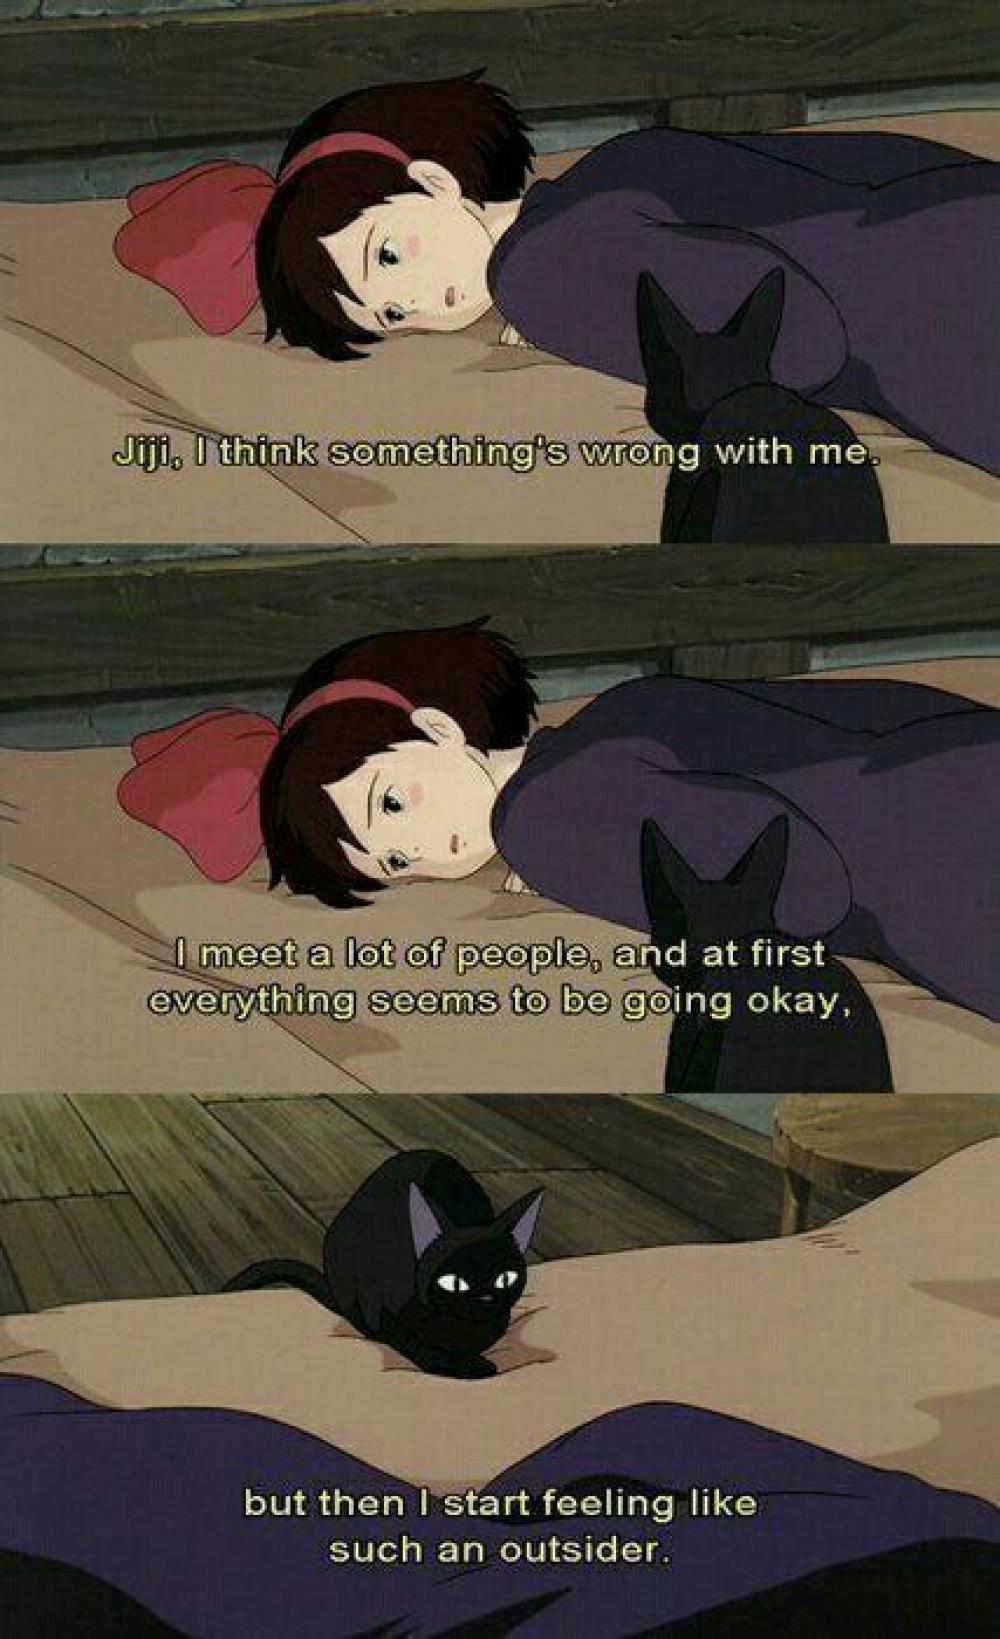 Jiji, I think something's wrong with me.
I meet a lot of people, and at first
everything seems to be going okay,
but then I start feeling like
such an outsider.